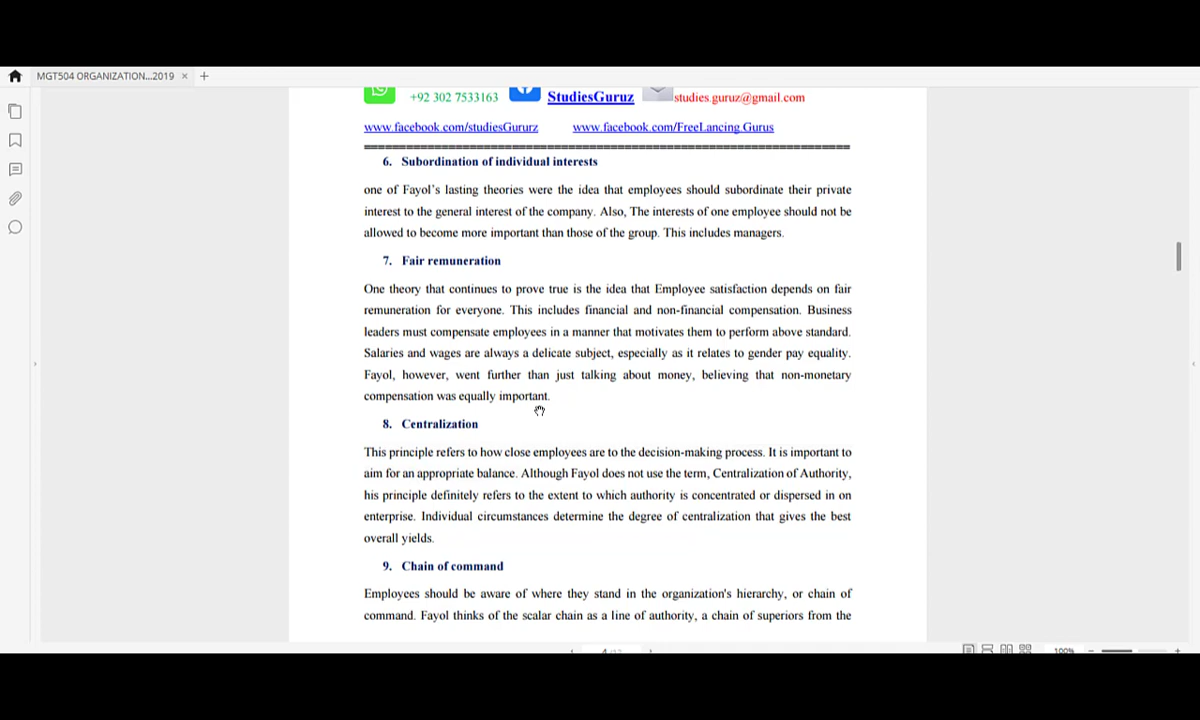 MGT504 ORGANIZATION...2019 × +
+92 302 7533163 StudiesGuruz studies.guruz@gmail.com
www.facebook.com/studiesGururz www.facebook.com/FreeLancing.Gurus
6. Subordination of individual interests
one of Fayol's lasting theories were the idea that employees should subordinate their private
interest to the general interest of the company. Also, The interests of one employee should not be
allowed to become more important than those of the group. This includes managers.
7. Fair remuneration
One theory that continues to prove true is the idea that Employee satisfaction depends on fair
remuneration for everyone. This includes financial and non-financial compensation. Business
leaders must compensate employees in a manner that motivates them to perform above standard.
Salaries and wages are always a delicate subject, especially as it relates to gender pay equality.
Fayol, however, went further than just talking about money, believing that non-monetary
compensation was equally important.
8. Centralization
This principle refers to how close employees are to the decision-making process. It is important to
aim for an appropriate balance. Although Fayol does not use the term, Centralization of Authority,
his principle definitely refers to the extent to which authority is concentrated or dispersed in on
enterprise. Individual circumstances determine the degree of centralization that gives the best
overall yields.
9. Chain of command
Employees should be aware of where they stand in the organization's hierarchy, or chain of
command. Fayol thinks of the scalar chain as a line of authority, a chain of superiors from the
100%